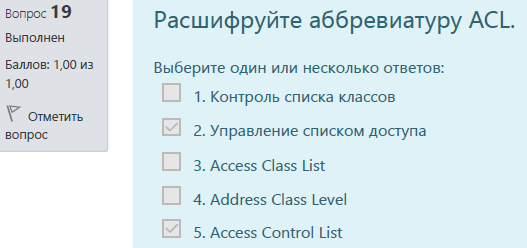 Вопрос 19
Выполнен
Баллов: 1,00 из
1,00
Отметить
вопрос
Расшифруйте аббревиатуру ACL.
Выберите один или несколько ответов:
1. Контроль списка классов
2. Управление списком доступа
3. Access Class List
4. Address Class Level
5. Access Control List